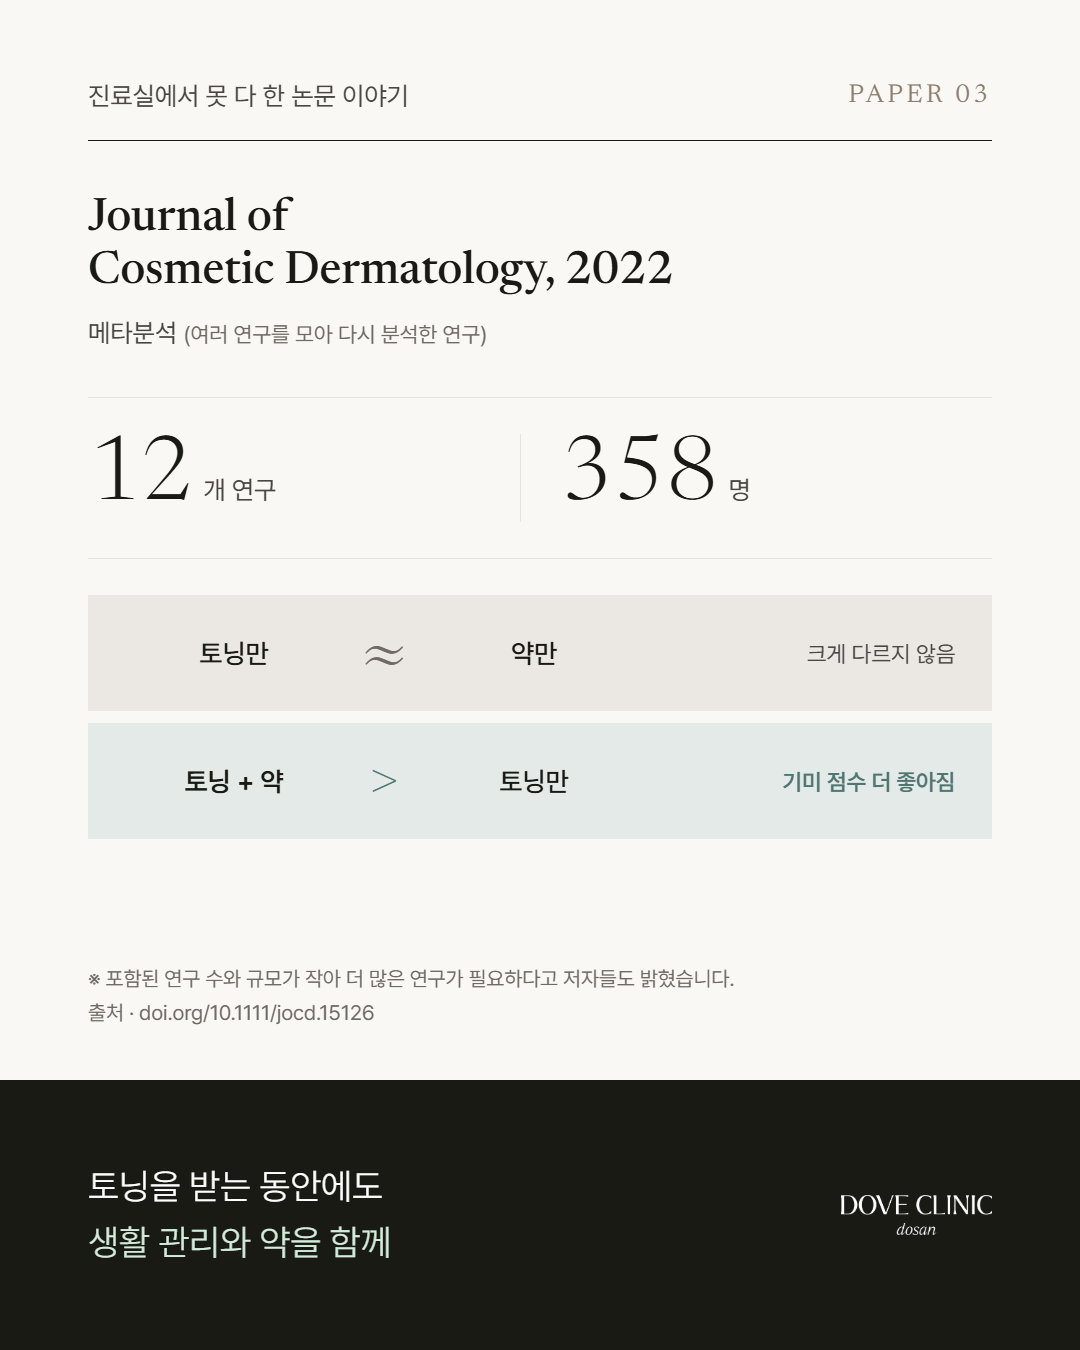 진료실에서 못 다 한 논문 이야기
PAPER 03
Journal of
Cosmetic Dermatology, 2022
메타분석 (여러 연구를 모아 다시 분석한 연구)
12 개 연구
358 명
토닝만 ≈ 약만 크게 다르지 않음
토닝 + 약 > 토닝만 기미 점수 더 좋아짐
※ 포함된 연구 수와 규모가 작아 더 많은 연구가 필요하다고 저자들도 밝혔습니다.
출처 · doi.org/10.1111/jocd.15126
토닝을 받는 동안에도
생활 관리와 약을 함께
DOVE CLINIC
dosan